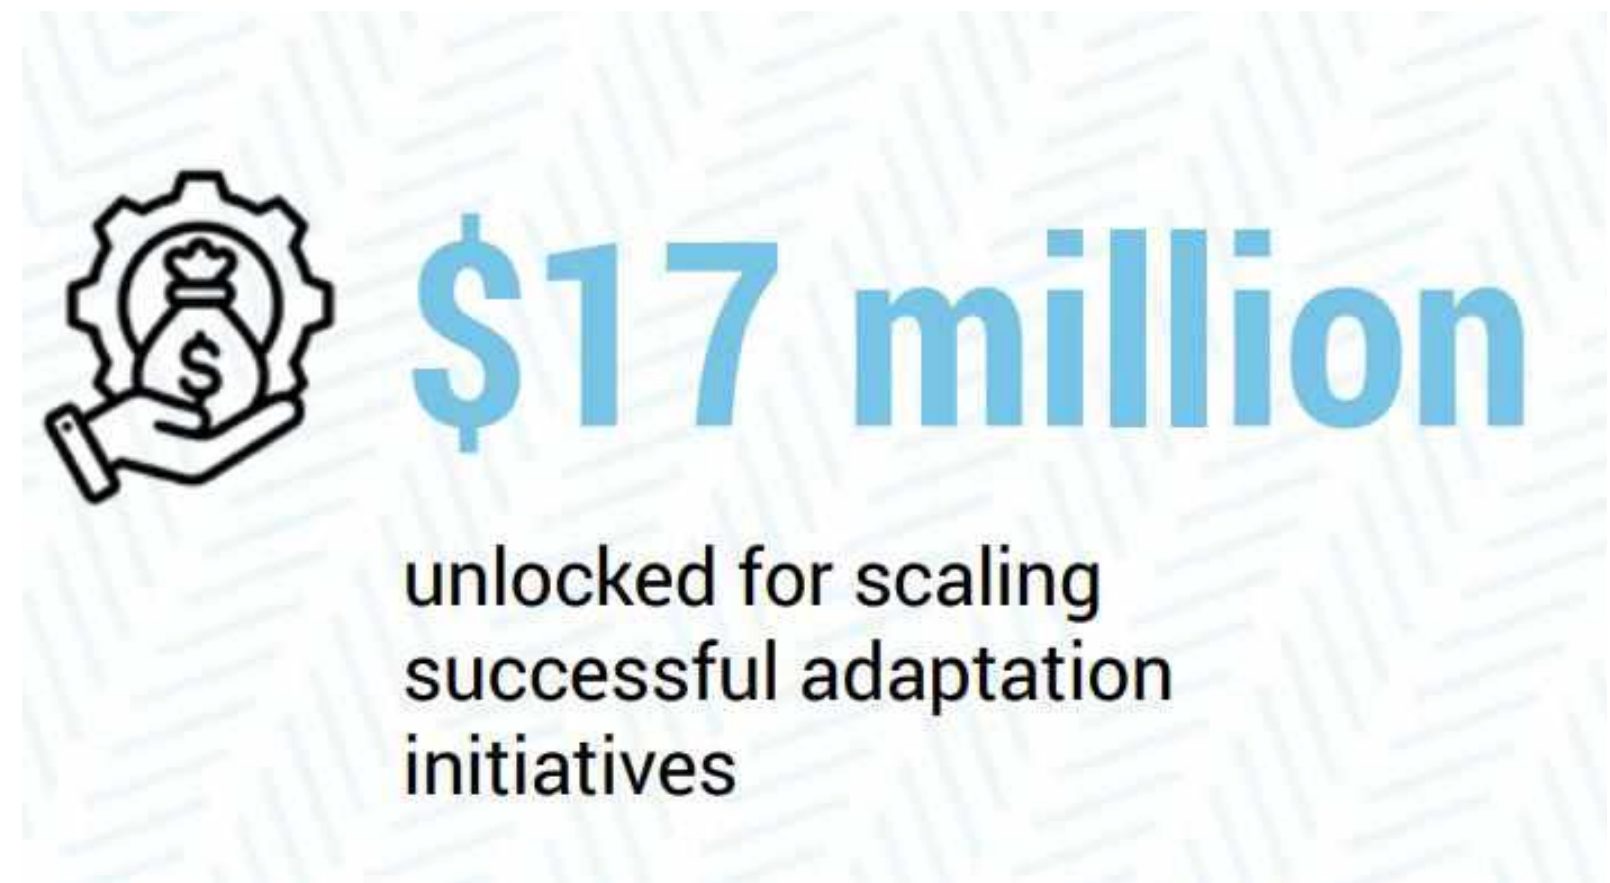 $17 million
unlocked for scaling
successful adaptation
initiatives